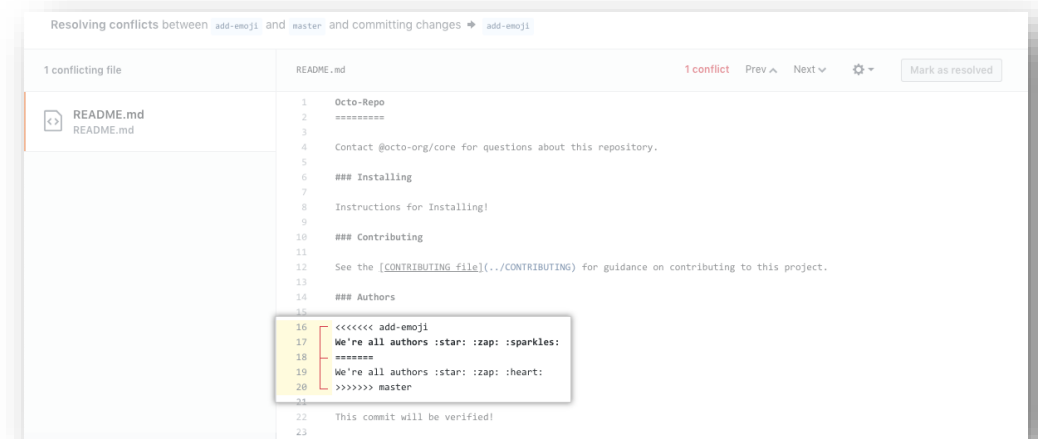 Resolving conflicts between add-emoji and master and committing changes → add-emoji
1 conflicting file
README.md
1 conflict Prev Next Mark as resolved
README.md
README.md
1 Octo-Repo
2 =========
3
4 Contact @octo-org/core for questions about this repository.
5
6 ### Installing
7
8 Instructions for Installing!
9
10 ### Contributing
11
12 See the [CONTRIBUTING file](../CONTRIBUTING) for guidance on contributing to this project.
13
14 ### Authors
15
16 <<<<<<< add-emoji
17 We're all authors :star: :zap: :sparkles:
18 =======
19 We're all authors :star: :zap: :heart:
20 >>>>>>> master
21
22 This commit will be verified!
23